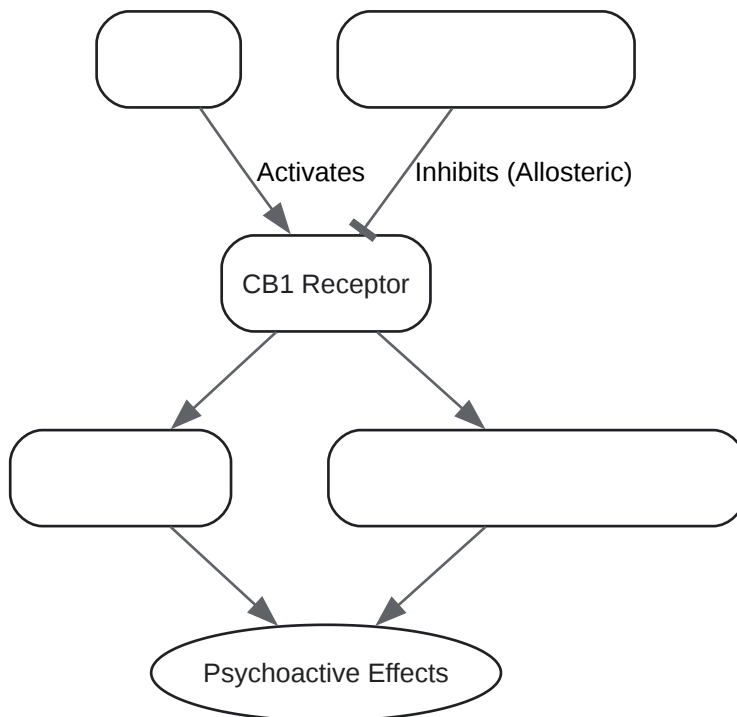 Activates
Inhibits (Allosteric)
CB1 Receptor
Psychoactive Effects